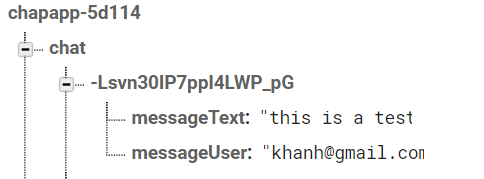 chapapp-5d114
chat
-Lsvn30IP7ppI4LWP_pG
messageText: "this is a test
messageUser: "khanh@gmail.com